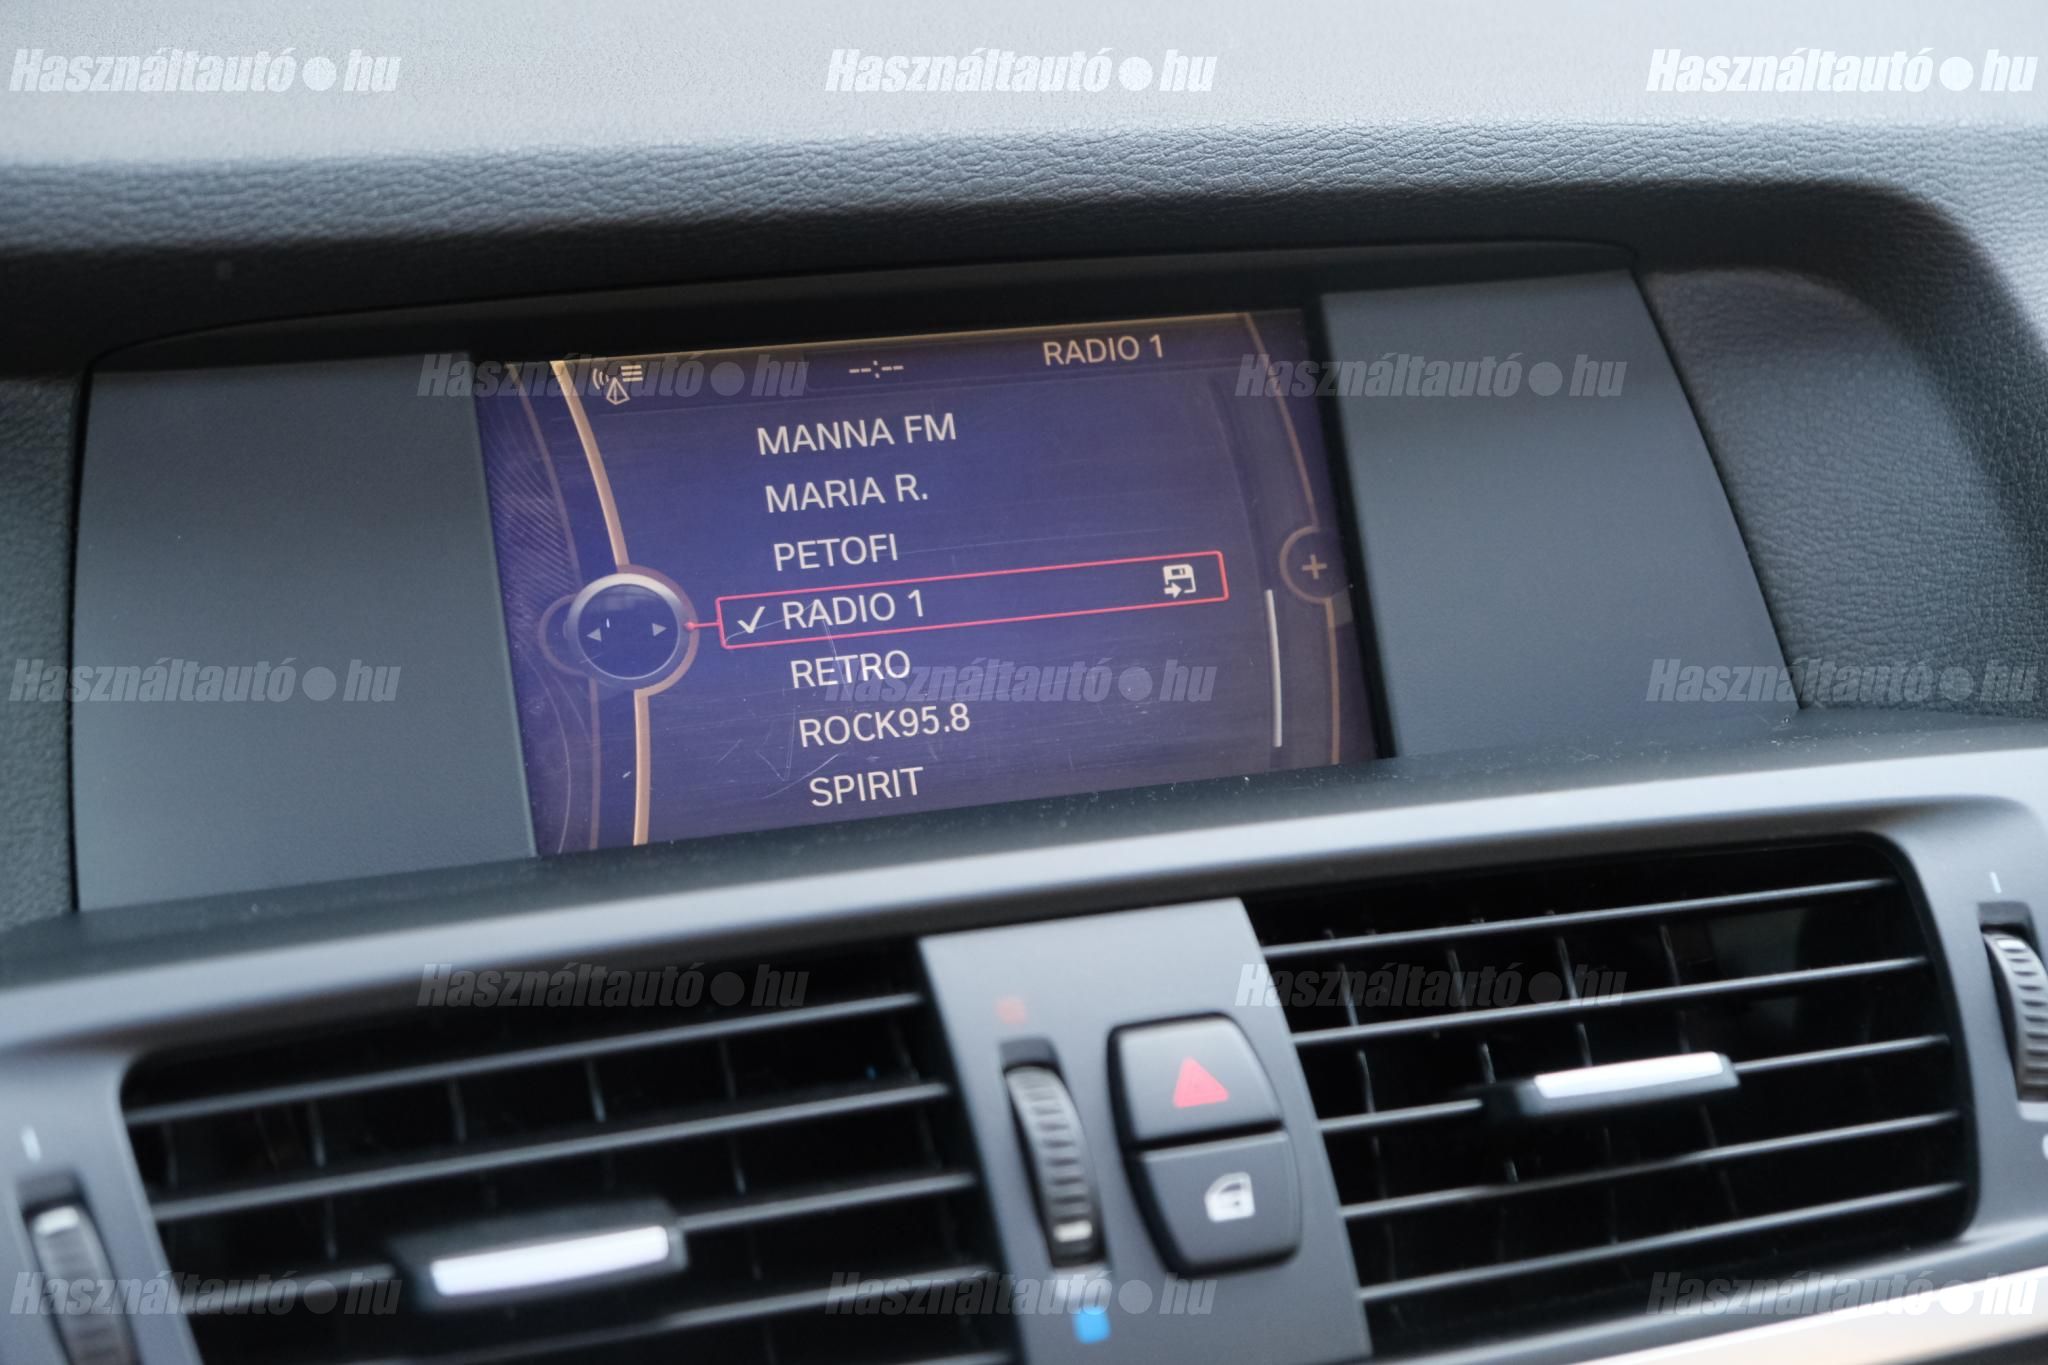 Használtautó.hu Használtautó.hu Használtautó.hu
Használtautó.hu --:-- RADIO 1 Használtautó.hu
MANNA FM
MARIA R.
PETOFI
RADIO 1
RETRO
Használtautó.hu Használtautó.hu Használtautó.hu
ROCK95.8
SPIRIT
Használtautó.hu Használtautó.hu
Használtautó.hu Használtautó.hu Használtautó.hu